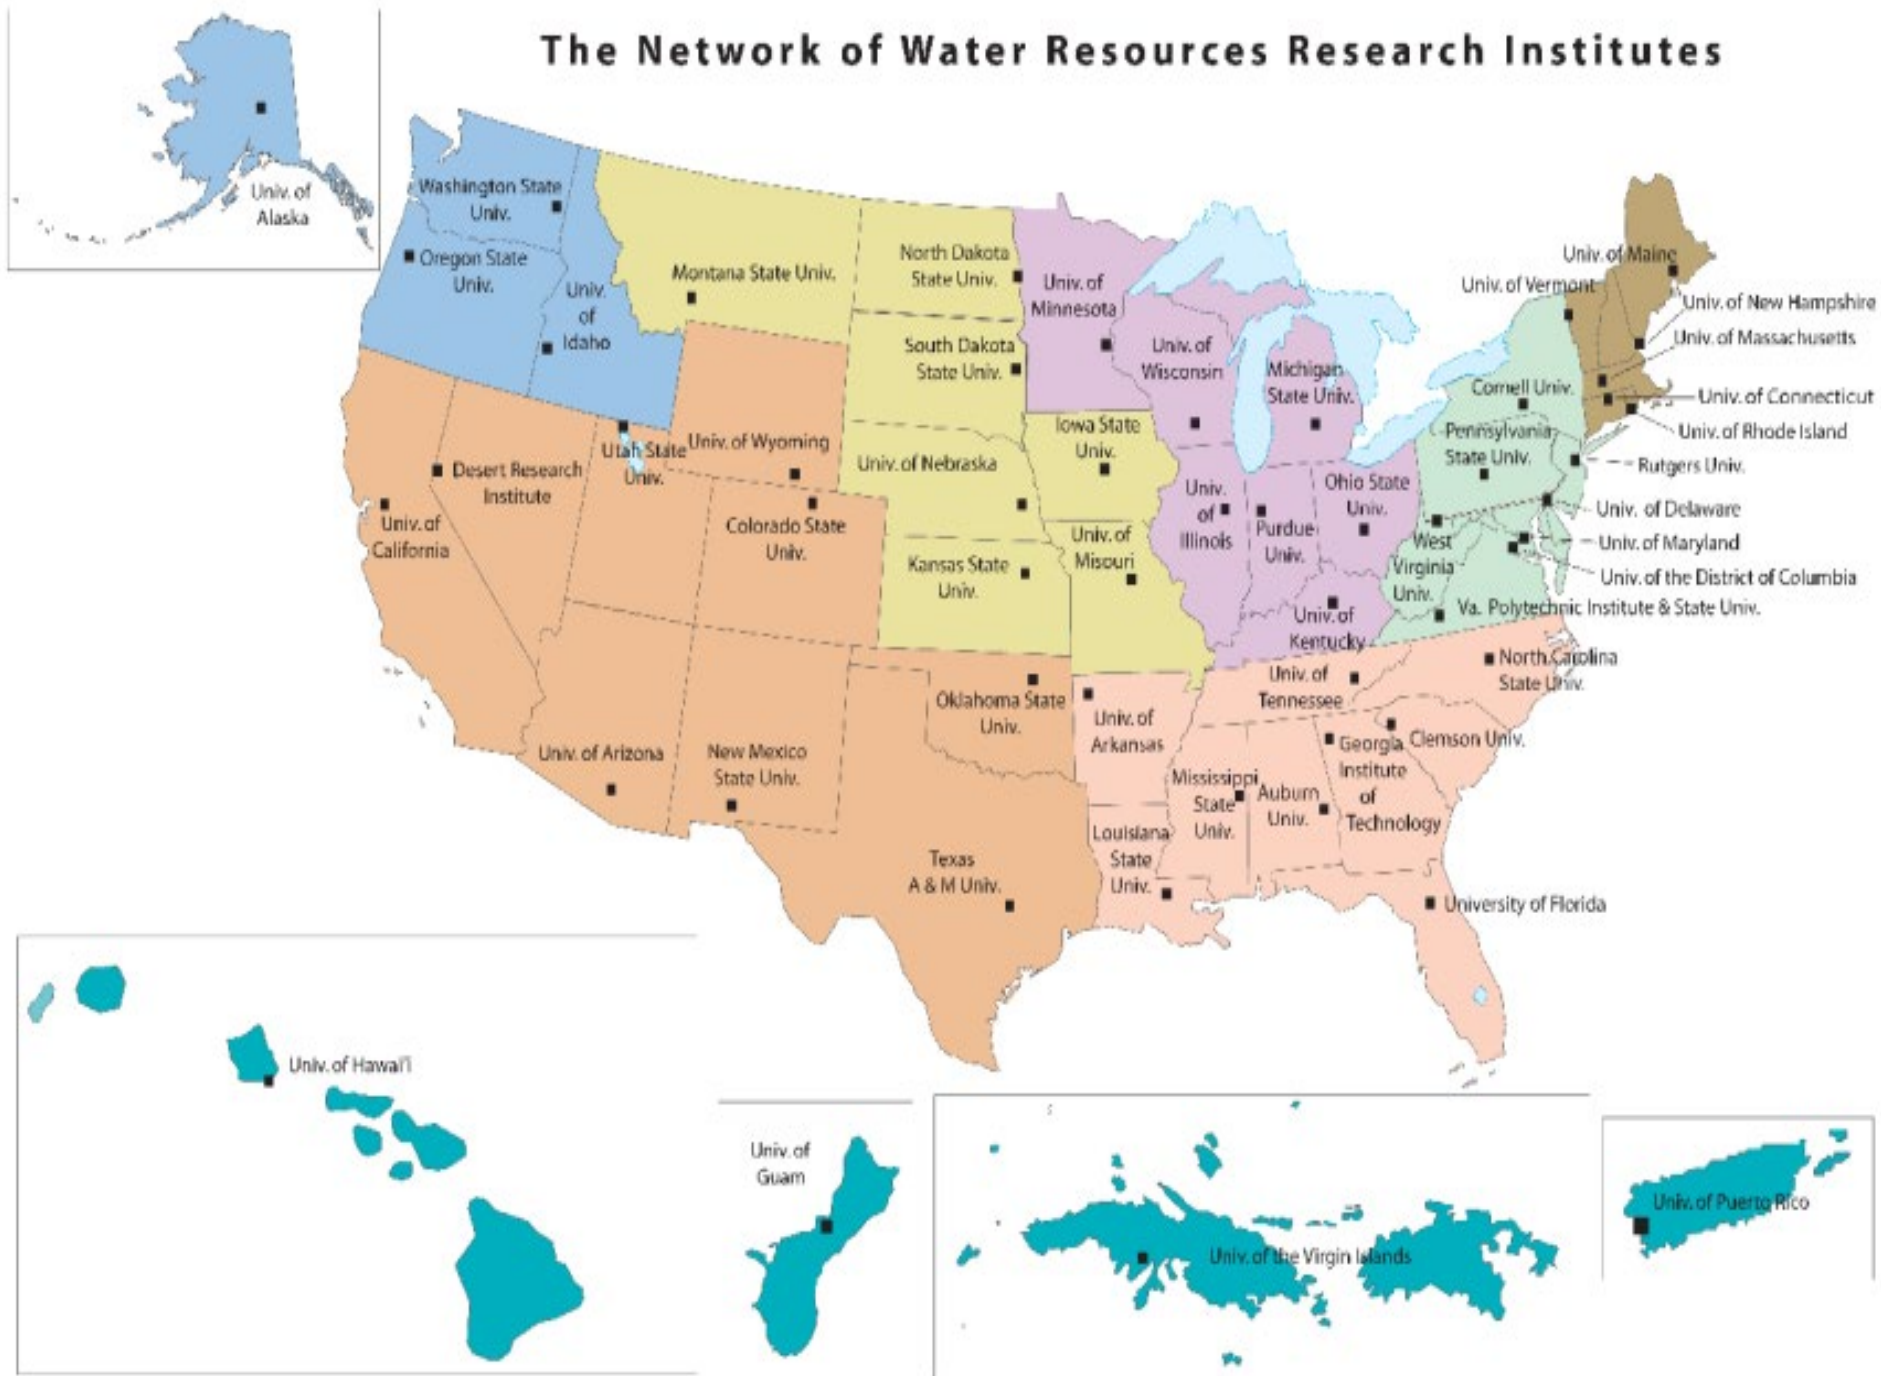 The Network of Water Resources Research Institutes
Univ. of
Alaska
Washington State
Univ.
Oregon State
Univ.
Univ.
of
Idaho
Montana State Univ.
North Dakota
State Univ.
South Dakota
State Univ.
Univ. of
Minnesota
Univ. of
Wisconsin
Michigan
State Univ.
Univ. of Maine
Univ. of Vermont
Univ. of New Hampshire
Univ. of Massachusetts
Univ. of Connecticut
Univ. of Rhode Island
Cornell Univ.
Pennsylvania
State Univ.
Rutgers Univ.
Univ. of Delaware
Univ. of Maryland
Univ. of the District of Columbia
Va. Polytechnic Institute & State Univ.
West
Virginia
Univ.
Iowa State
Univ.
Univ. of Nebraska
Univ. of Wyoming
Utah State
Univ.
Desert Research
Institute
Univ. of
California
Colorado State
Univ.
Kansas State
Univ.
Univ. of
Misouri
Univ.
of
Illinois
Purdue
Univ.
Ohio State
Univ.
Univ. of
Kentucky
Univ. of
Tennessee
North Carolina
State Univ.
Oklahoma State
Univ.
Univ. of
Arkansas
Univ. of Arizona
New Mexico
State Univ.
Mississippi
State
Univ.
Auburn
Univ.
Georgia
Institute
of
Technology
Clemson Univ.
Texas
A & M Univ.
Louisiana
State
Univ.
University of Florida
Univ. of Hawai'i
Univ. of
Guam
Univ. of the Virgin Islands
Univ. of Puerto Rico